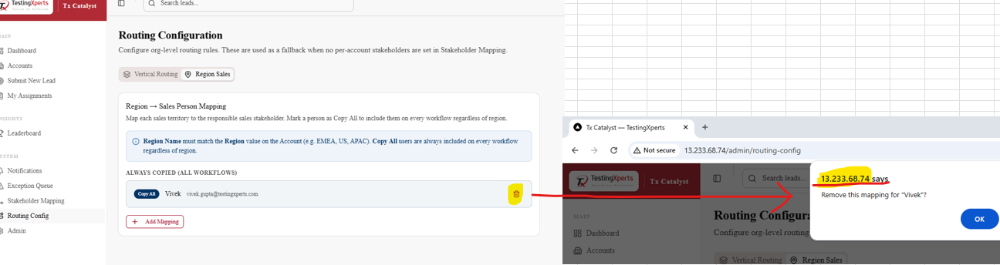 TestingXperts
Tx Catalyst
Search leads...
MAIN
Dashboard
Accounts
Submit New Lead
My Assignments
INSIGHTS
Leaderboard
SYSTEM
Notifications
Exception Queue
Stakeholder Mapping
Routing Config
Admin
Routing Configuration
Configure org-level routing rules. These are used as a fallback when no per-account stakeholders are set in Stakeholder Mapping.
Vertical Routing
Region Sales
Region → Sales Person Mapping
Map each sales territory to the responsible sales stakeholder. Mark a person as Copy All to include them on every workflow regardless of region.
Region Name must match the Region value on the Account (e.g. EMEA, US, APAC). Copy All users are always included on every workflow
regardless of region.
ALWAYS COPIED (ALL WORKFLOWS)
Copy All Vivek vivek.gupta@testingxperts.com
+ Add Mapping
Tx Catalyst — TestingXperts
Not secure 13.233.68.74/admin/routing-config
TestingXperts
Tx Catalyst
Search leads...
MAIN
Dashboard
Accounts
Routing Configura
Configure org-level routing
Vertical Routing
Region Sales
13.233.68.74 says
Remove this mapping for "Vivek"?
OK